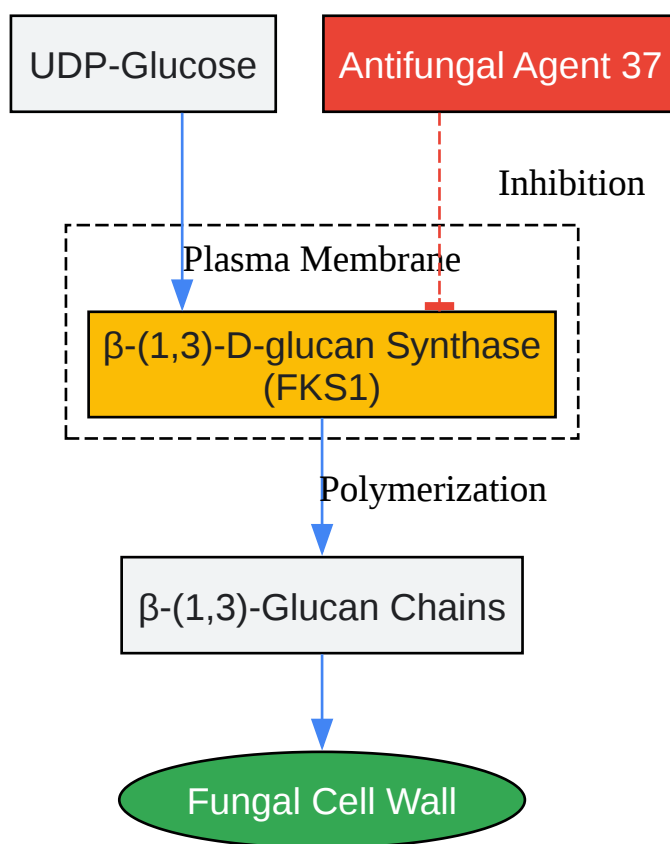 UDP-Glucose
Antifungal Agent 37
Inhibition
Plasma Membrane
β-(1,3)-D-glucan Synthase
(FKS1)
Polymerization
β-(1,3)-Glucan Chains
Fungal Cell Wall